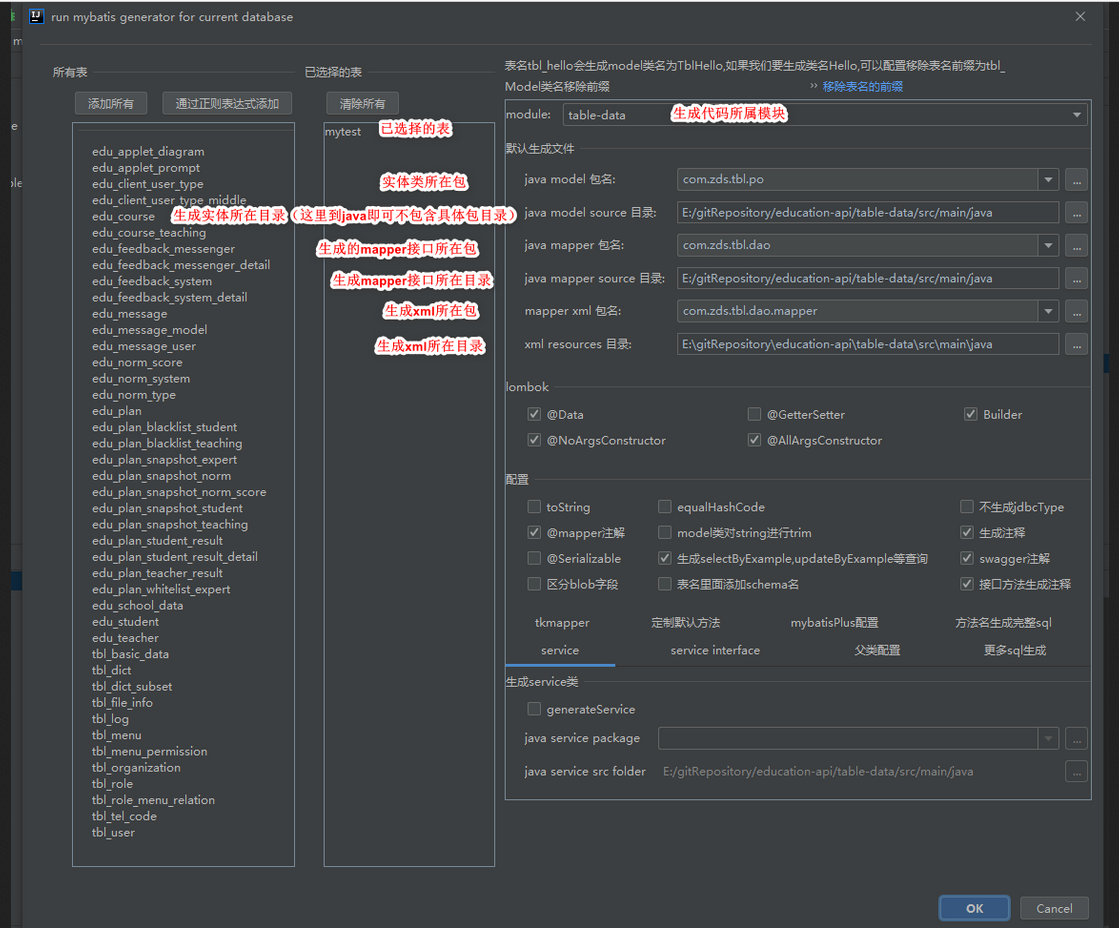 run mybatis generator for current database
所有表
添加所有
通过正则表达式添加
edu_applet_diagram
edu_applet_prompt
edu_client_user_type
edu_client_user_type_middle
edu_course
edu_course_teaching
edu_feedback_messenger
edu_feedback_messenger_detail
edu_feedback_system
edu_feedback_system_detail
edu_message
edu_message_model
edu_message_user
edu_norm_score
edu_norm_system
edu_norm_type
edu_plan
edu_plan_blacklist_student
edu_plan_blacklist_teaching
edu_plan_snapshot_expert
edu_plan_snapshot_norm
edu_plan_snapshot_norm_score
edu_plan_snapshot_student
edu_plan_snapshot_teaching
edu_plan_student_result
edu_plan_student_result_detail
edu_plan_teacher_result
edu_plan_whitelist_expert
edu_school_data
edu_student
edu_teacher
tbl_basic_data
tbl_dict
tbl_dict_subset
tbl_file_info
tbl_log
tbl_menu
tbl_menu_permission
tbl_organization
tbl_role
tbl_role_menu_relation
tbl_tel_code
tbl_user
已选择的表
清除所有
mytest
已选择的表
实体类所在包
生成实体所在目录（这里到java即可不包含具体包目录）
生成的mapper接口所在包
生成mapper接口所在目录
生成xml所在包
生成xml所在目录
表名tbl_hello会生成model类名为TblHello,如果我们要生成类名Hello,可以配置移除表名前缀为tbl_
Model类名移除前缀
›› 移除表名的前缀
module: table-data
生成代码所属模块
默认生成文件
java model 包名: com.zds.tbl.po ...
java model source 目录: E:/gitRepository/education-api/table-data/src/main/java ...
java mapper 包名: com.zds.tbl.dao ...
java mapper source 目录: E:/gitRepository/education-api/table-data/src/main/java ...
mapper xml 包名: com.zds.tbl.dao.mapper ...
xml resources 目录: E:\gitRepository\education-api\table-data\src\main\java ...
lombok
@Data @GetterSetter Builder
@NoArgsConstructor @AllArgsConstructor
配置
toString equalHashCode 不生成jdbcType
@mapper注解 model类对string进行trim 生成注释
@Serializable 生成selectByExample,updateByExample等查询 swagger注解
区分blob字段 表名里面添加schema名 接口方法生成注释
tkmapper 定制默认方法 mybatisPlus配置 方法名生成完整sql
service service interface 父类配置 更多sql生成
生成service类
generateService
java service package ...
java service src folder E:/gitRepository/education-api/table-data/src/main/java ...
OK Cancel